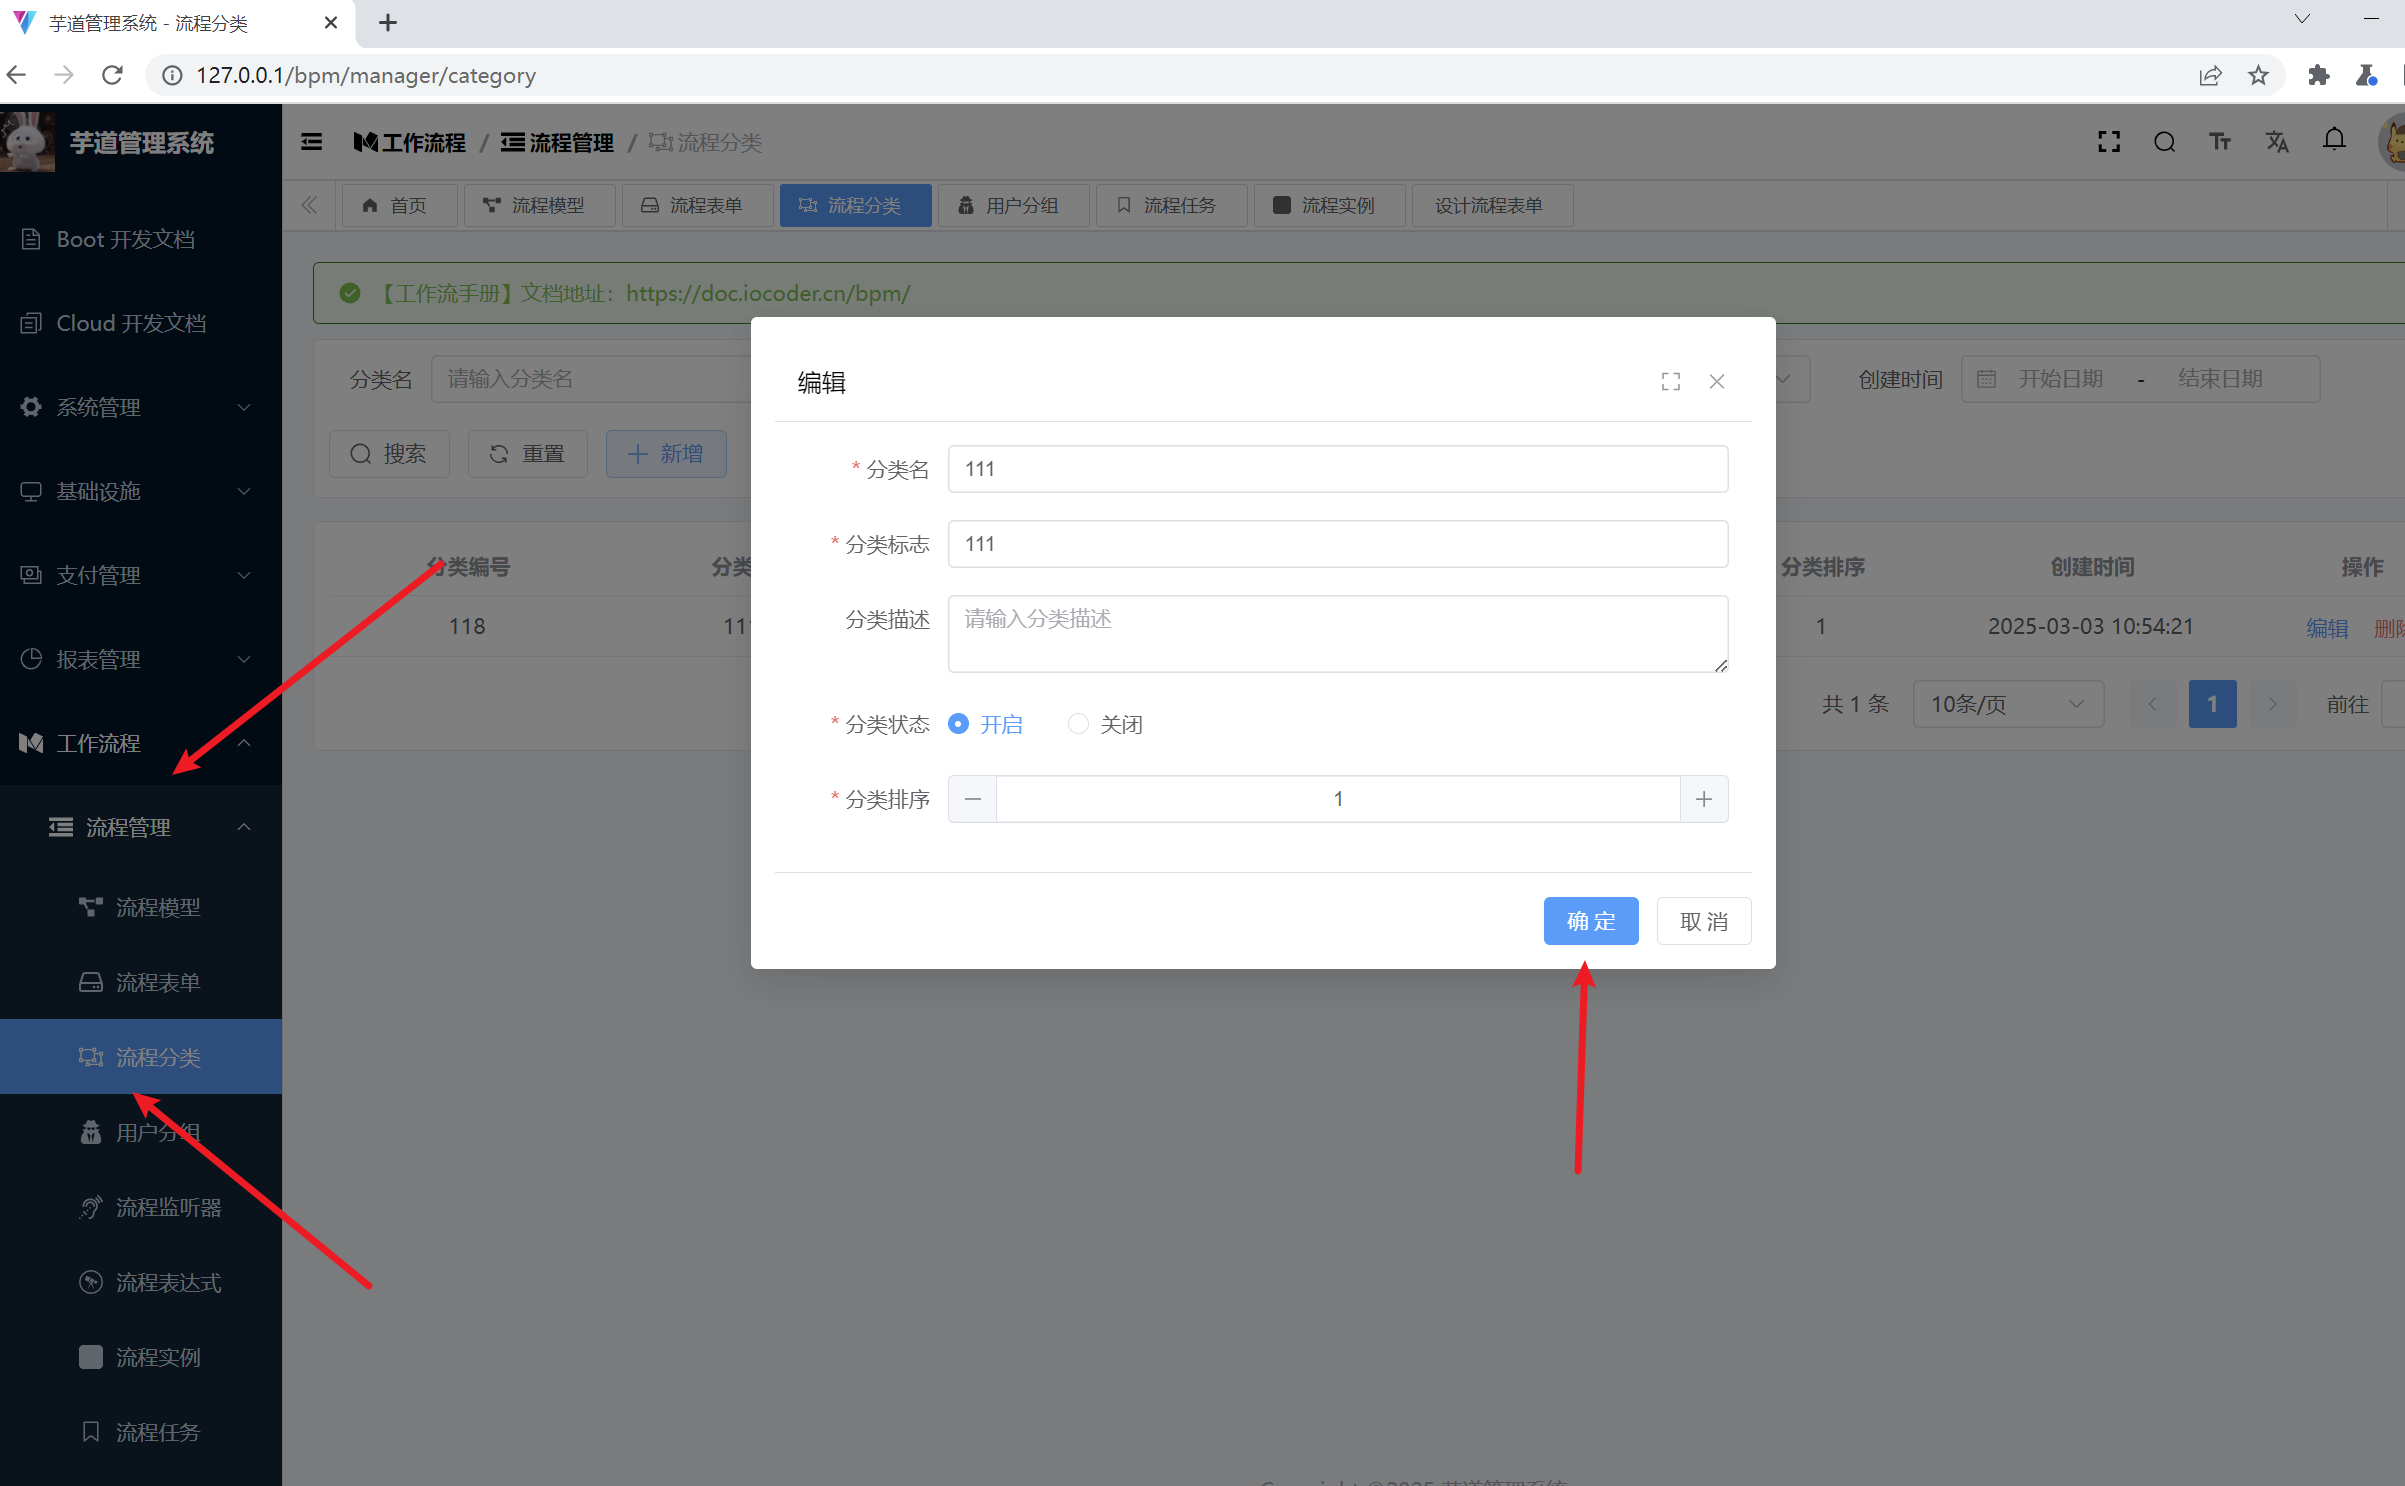 芋道管理系统 - 流程分类
127.0.0.1/bpm/manager/category
芋道管理系统
工作流程 / 流程管理 / 流程分类
首页 流程模型 流程表单 流程分类 用户分组 流程任务 流程实例 设计流程表单
Boot 开发文档
Cloud 开发文档
系统管理
基础设施
支付管理
报表管理
工作流程
流程管理
流程模型
流程表单
流程分类
用户分组
流程监听器
流程表达式
流程实例
流程任务
【工作流手册】文档地址：https://doc.iocoder.cn/bpm/
分类名 请输入分类名 创建时间 开始日期 - 结束日期
搜索 重置 新增
分类编号 分类 分类排序 创建时间 操作
118 11 1 2025-03-03 10:54:21 编辑 删除
共 1 条 10条/页 1 前往
编辑
* 分类名 111
* 分类标志 111
分类描述 请输入分类描述
* 分类状态 开启 关闭
* 分类排序 1
确定 取消